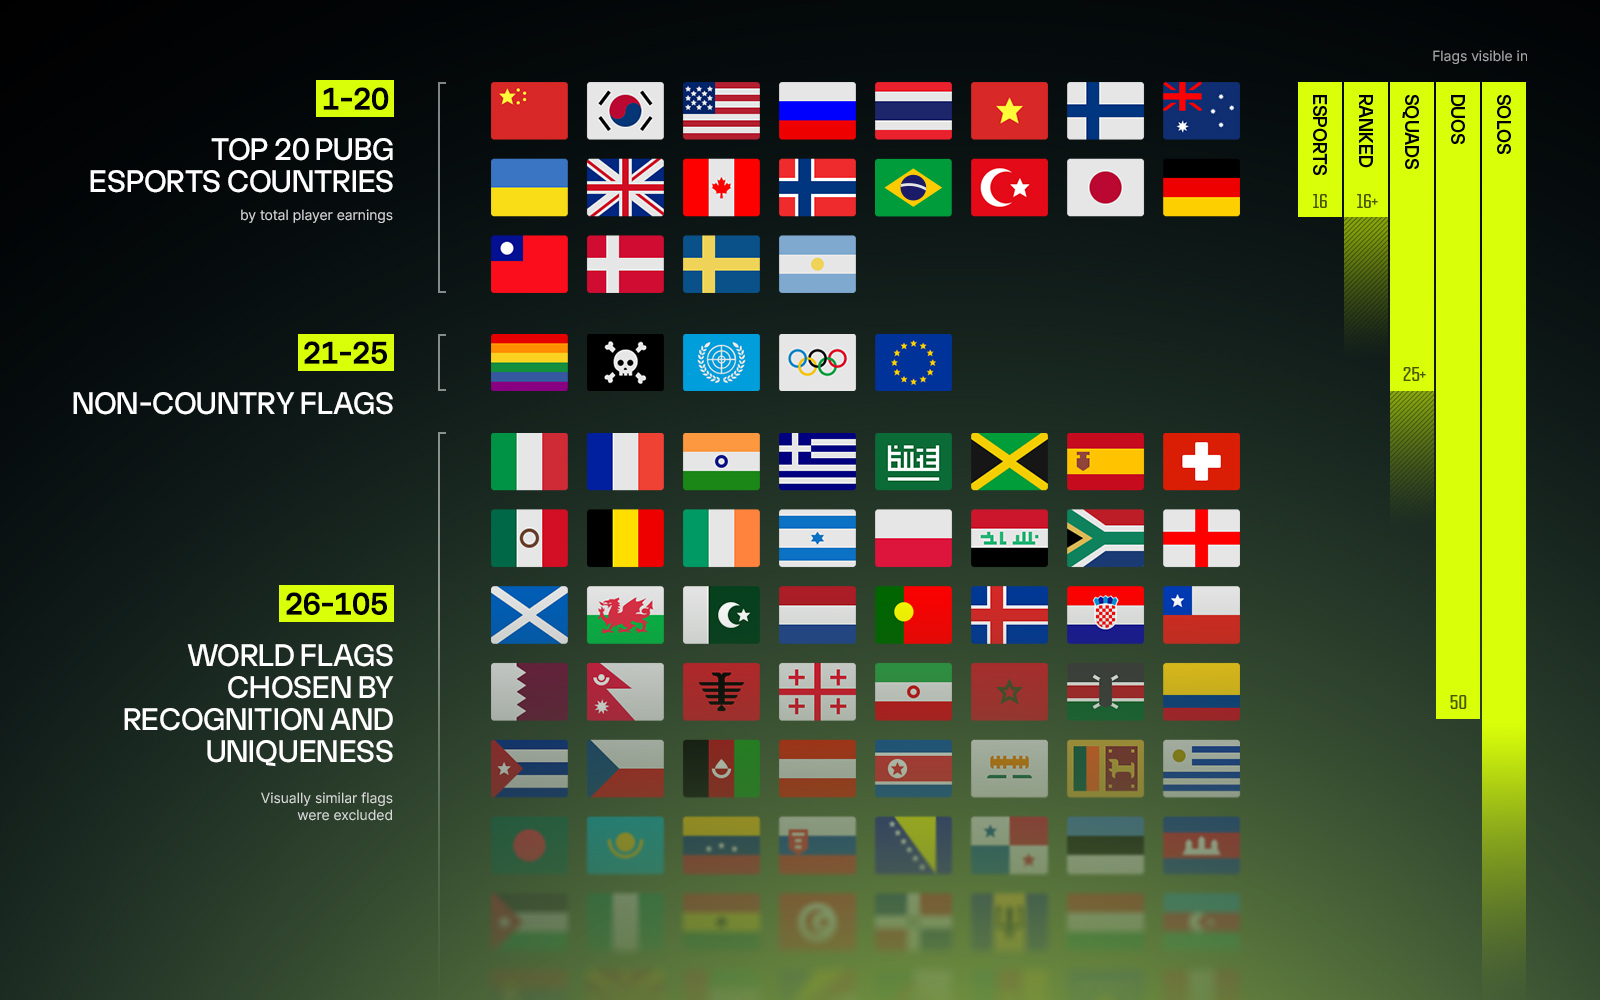 Flags visible in
1-20
TOP 20 PUBG
ESPORTS COUNTRIES
by total player earnings
21-25
NON-COUNTRY FLAGS
26-105
WORLD FLAGS
CHOSEN BY
RECOGNITION AND
UNIQUENESS
Visually similar flags
were excluded
ESPORTS
16
RANKED
16+
SQUADS
25+
DUOS
50
SOLOS